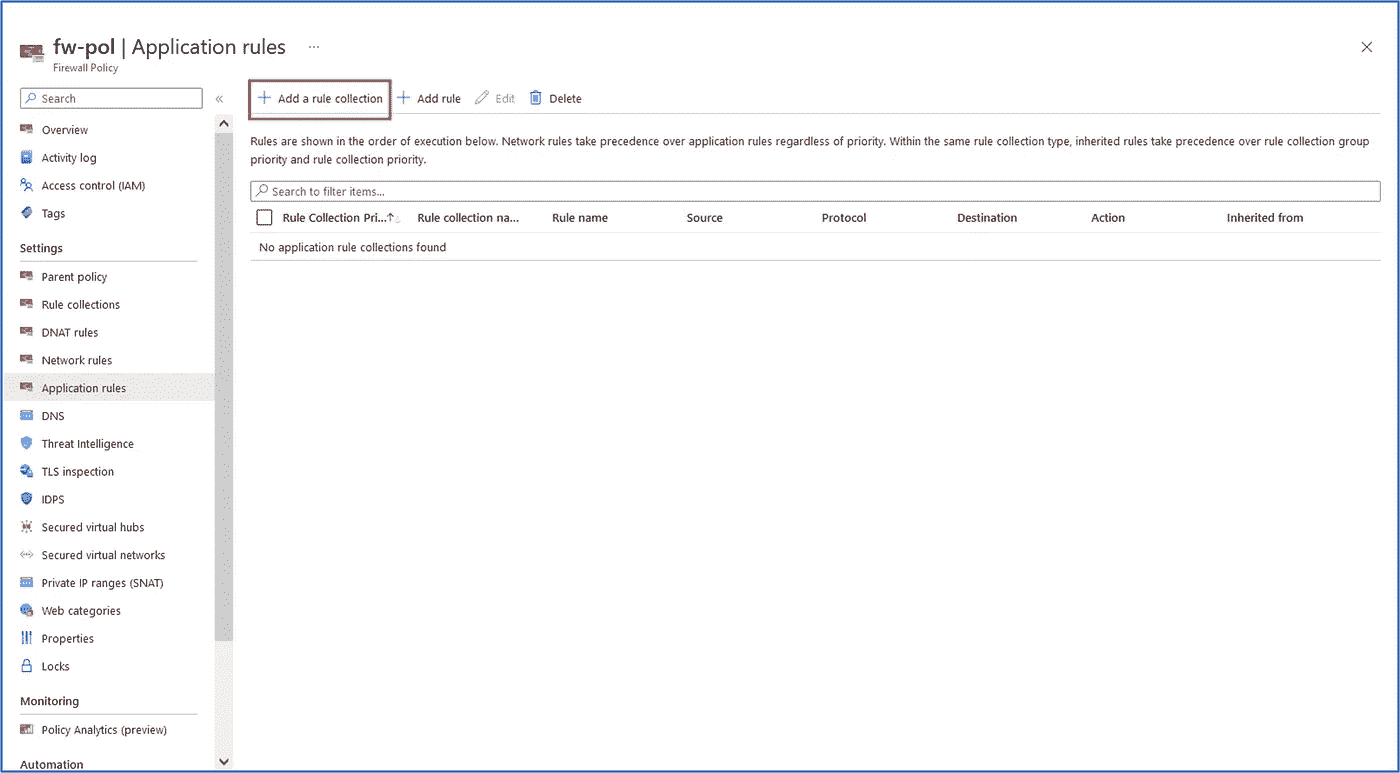 fw-pol | Application rules ...
Firewall Policy
Search
«
Add a rule collection
Add rule
Edit
Delete
Overview
Activity log
Access control (IAM)
Tags
Settings
Parent policy
Rule collections
DNAT rules
Network rules
Application rules
DNS
Threat Intelligence
TLS inspection
IDPS
Secured virtual hubs
Secured virtual networks
Private IP ranges (SNAT)
Web categories
Properties
Locks
Monitoring
Policy Analytics (preview)
Automation
Rules are shown in the order of execution below. Network rules take precedence over application rules regardless of priority. Within the same rule collection type, inherited rules take precedence over rule collection group
priority and rule collection priority.
Search to filter items...
Rule Collection Pri...↑ Rule collection na... Rule name Source Protocol Destination Action Inherited from
No application rule collections found